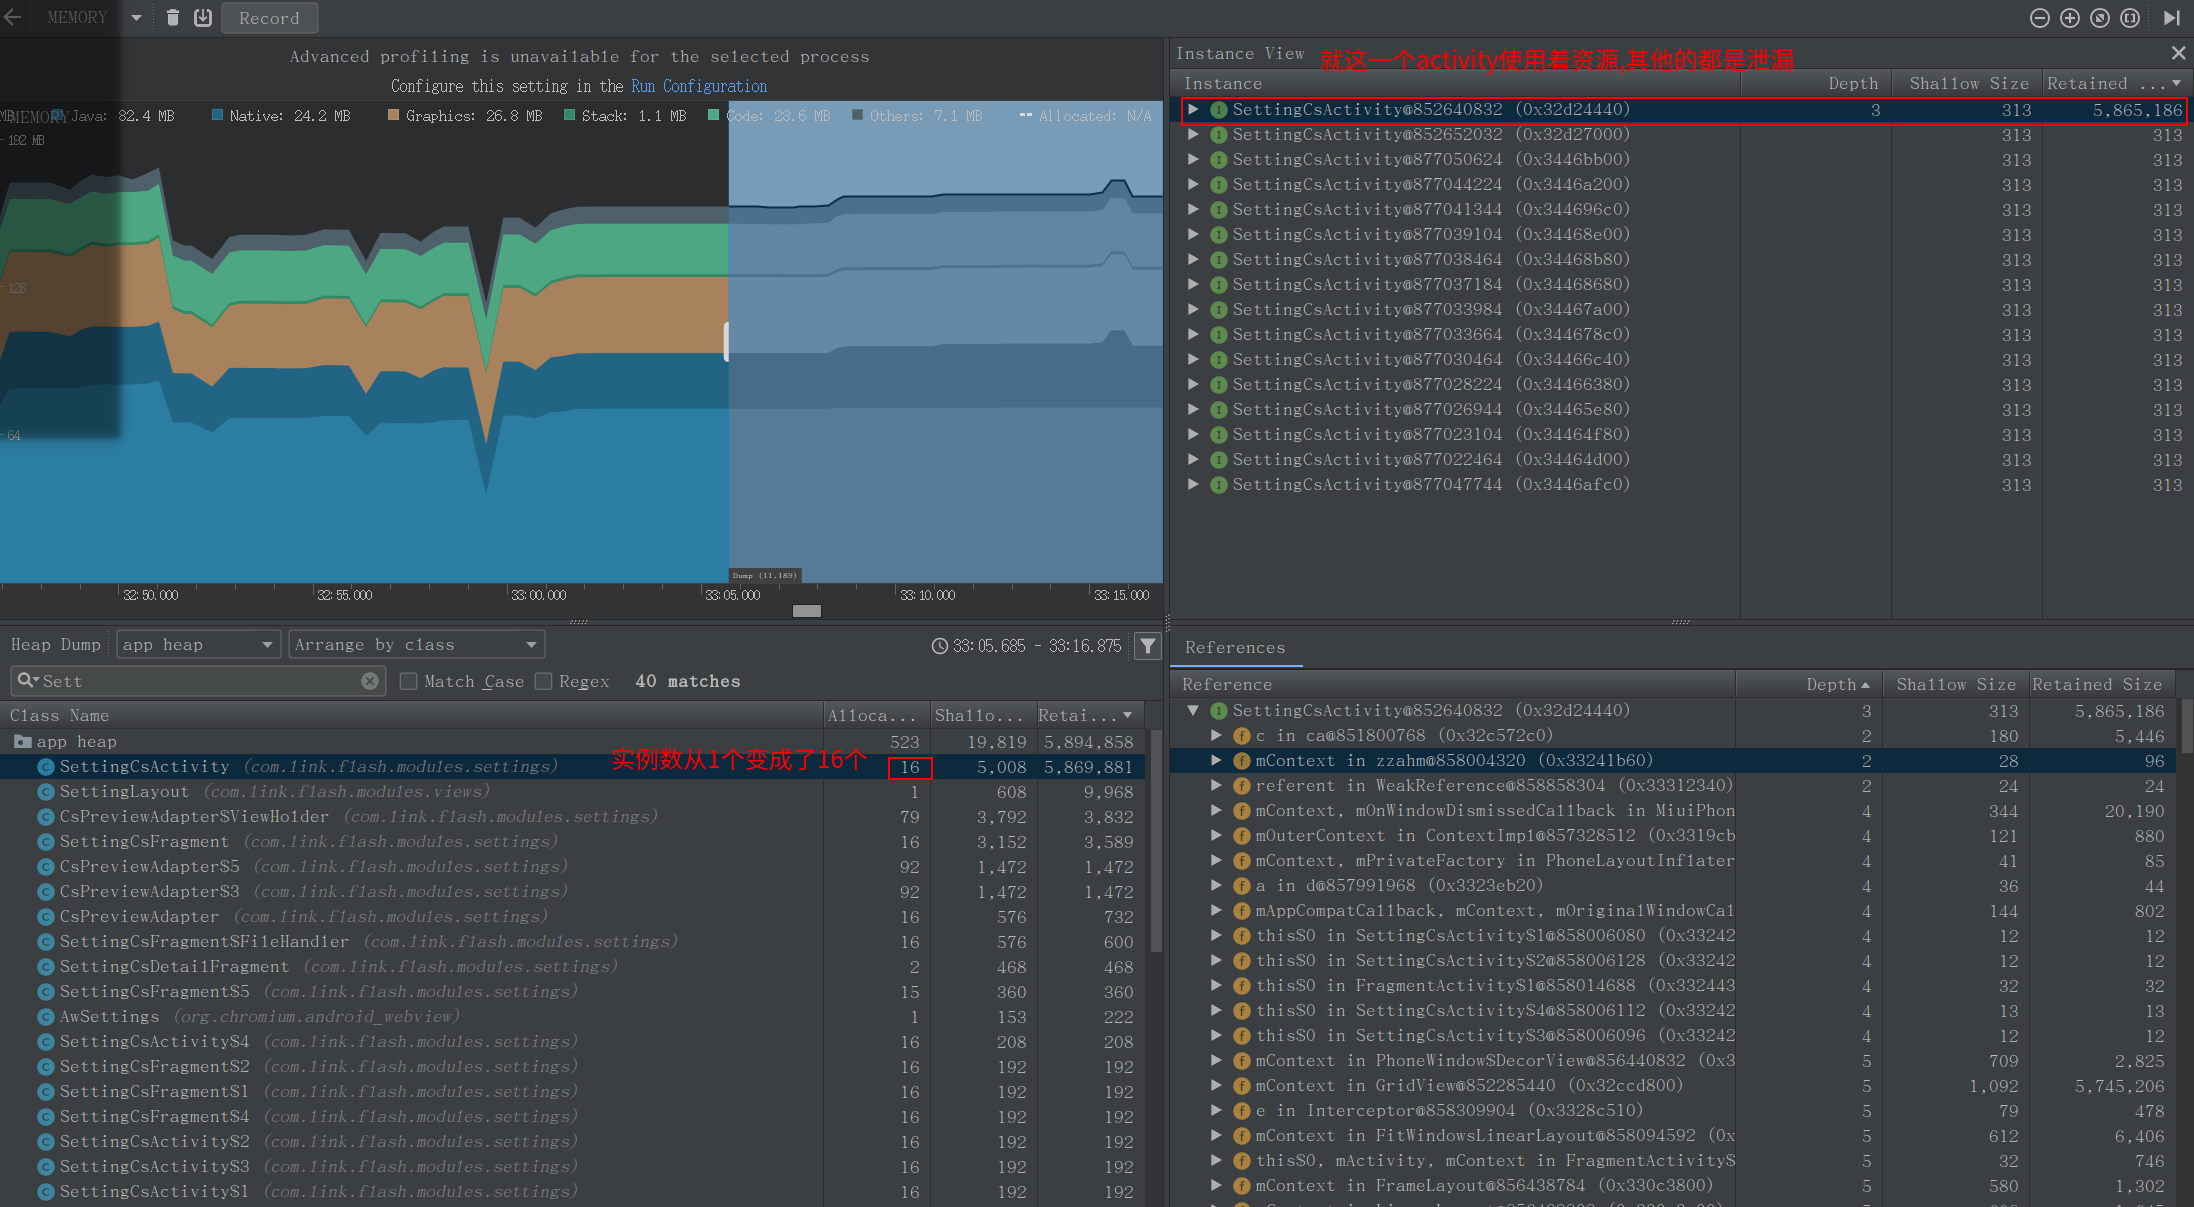 MEMORY
Record
Advanced profiling is unavailable for the selected process
Configure this setting in the Run Configuration
MEMORY
Java: 82.4 MB
Native: 24.2 MB
Graphics: 26.8 MB
Stack: 1.1 MB
Code: 23.6 MB
Others: 7.1 MB
Allocated: N/A
192 MB
128
64
Dump (11.189)
32:50.000
32:55.000
33:00.000
33:05.000
33:10.000
33:15.000
Heap Dump
app heap
Arrange by class
33:05.685 - 33:16.875
Sett
Match Case
Regex
40 matches
Class Name Alloca... Shallo... Retai...
app heap 523 19,819 5,894,858
SettingCsActivity (com.link.flash.modules.settings) 16 5,008 5,869,881
实例数从1个变成了16个
SettingLayout (com.link.flash.modules.views) 1 608 9,968
CsPreviewAdapter$ViewHolder (com.link.flash.modules.settings) 79 3,792 3,832
SettingCsFragment (com.link.flash.modules.settings) 16 3,152 3,589
CsPreviewAdapter$5 (com.link.flash.modules.settings) 92 1,472 1,472
CsPreviewAdapter$3 (com.link.flash.modules.settings) 92 1,472 1,472
CsPreviewAdapter (com.link.flash.modules.settings) 16 576 732
SettingCsFragment$FileHandler (com.link.flash.modules.settings) 16 576 600
SettingCsDetailFragment (com.link.flash.modules.settings) 2 468 468
SettingCsFragment$5 (com.link.flash.modules.settings) 15 360 360
AwSettings (org.chromium.android_webview) 1 153 222
SettingCsActivity$4 (com.link.flash.modules.settings) 16 208 208
SettingCsFragment$2 (com.link.flash.modules.settings) 16 192 192
SettingCsFragment$1 (com.link.flash.modules.settings) 16 192 192
SettingCsFragment$4 (com.link.flash.modules.settings) 16 192 192
SettingCsActivity$2 (com.link.flash.modules.settings) 16 192 192
SettingCsActivity$3 (com.link.flash.modules.settings) 16 192 192
SettingCsActivity$1 (com.link.flash.modules.settings) 16 192 192
Instance View
就这一个activity使用着资源,其他的都是泄漏
Instance Depth Shallow Size Retained ...
SettingCsActivity@852640832 (0x32d24440) 3 313 5,865,186
SettingCsActivity@852652032 (0x32d27000) 313 313
SettingCsActivity@877050624 (0x3446bb00) 313 313
SettingCsActivity@877044224 (0x3446a200) 313 313
SettingCsActivity@877041344 (0x344696c0) 313 313
SettingCsActivity@877039104 (0x34468e00) 313 313
SettingCsActivity@877038464 (0x34468b80) 313 313
SettingCsActivity@877037184 (0x34468680) 313 313
SettingCsActivity@877033984 (0x34467a00) 313 313
SettingCsActivity@877033664 (0x344678c0) 313 313
SettingCsActivity@877030464 (0x34466c40) 313 313
SettingCsActivity@877028224 (0x34466380) 313 313
SettingCsActivity@877026944 (0x34465e80) 313 313
SettingCsActivity@877023104 (0x34464f80) 313 313
SettingCsActivity@877022464 (0x34464d00) 313 313
SettingCsActivity@877047744 (0x3446afc0) 313 313
References
Reference Depth Shallow Size Retained Size
SettingCsActivity@852640832 (0x32d24440) 3 313 5,865,186
c in ca@851800768 (0x32c572c0) 2 180 5,446
mContext in zzahm@858004320 (0x33241b60) 2 28 96
referent in WeakReference@858858304 (0x33312340) 2 24 24
mContext, mOnWindowDismissedCallback in MiuiPhon 4 344 20,190
mOuterContext in ContextImpl@857328512 (0x3319cb 4 121 880
mContext, mPrivateFactory in PhoneLayoutInflater 4 41 85
a in d@857991968 (0x3323eb20) 4 36 44
mAppCompatCallback, mContext, mOriginalWindowCal 4 144 802
this$0 in SettingCsActivity$1@858006080 (0x33242 4 12 12
this$0 in SettingCsActivity$2@858006128 (0x33242 4 12 12
this$0 in FragmentActivity$1@858014688 (0x332443 4 32 32
this$0 in SettingCsActivity$4@858006112 (0x33242 4 13 13
this$0 in SettingCsActivity$3@858006096 (0x33242 4 12 12
mContext in PhoneWindow$DecorView@856440832 (0x3 5 709 2,825
mContext in GridView@852285440 (0x32ccd800) 5 1,092 5,745,206
e in Interceptor@858309904 (0x3328c510) 5 79 478
mContext in FitWindowsLinearLayout@858094592 (0x 5 612 6,406
this$0, mActivity, mContext in FragmentActivity$ 5 32 746
mContext in FrameLayout@856438784 (0x330c3800) 5 580 1,302